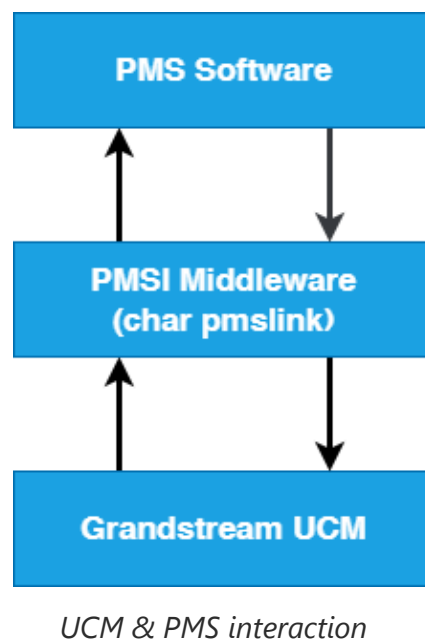 PMS Software
PMSI Middleware
(char pmslink)
Grandstream UCM
UCM & PMS interaction